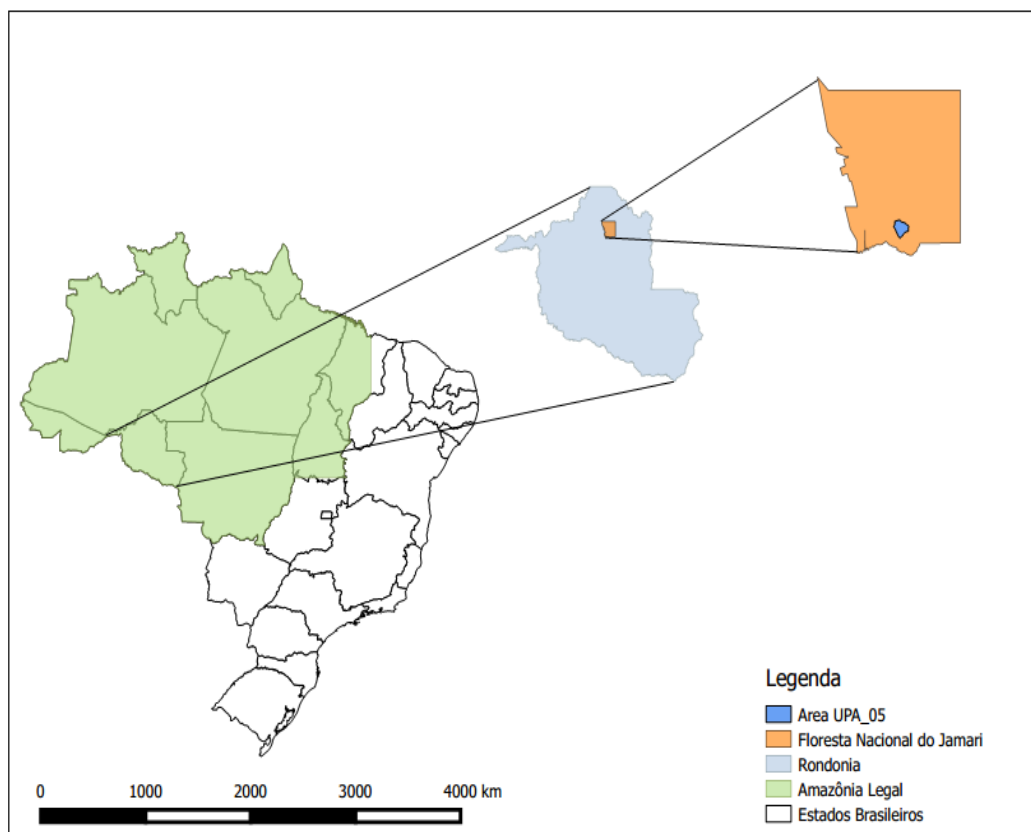 Legenda
Area UPA_05
Floresta Nacional do Jamari
Rondonia
Amazônia Legal
Estados Brasileiros
0 1000 2000 3000 4000 km